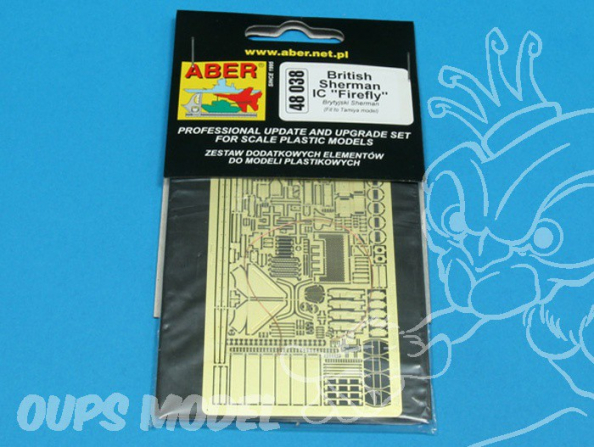 www.aber.net.pl
ABER
SINCE 1995
48 038
British
Sherman
IC "Firefly"
Brytyjski Sherman
(Fit to Tamiya model)
PROFESSIONAL UPDATE AND UPGRADE SET
FOR SCALE PLASTIC MODELS
ZESTAW DODATKOWYCH ELEMENTÓW
DO MODELI PLASTIKOWYCH
OUPS MODEL